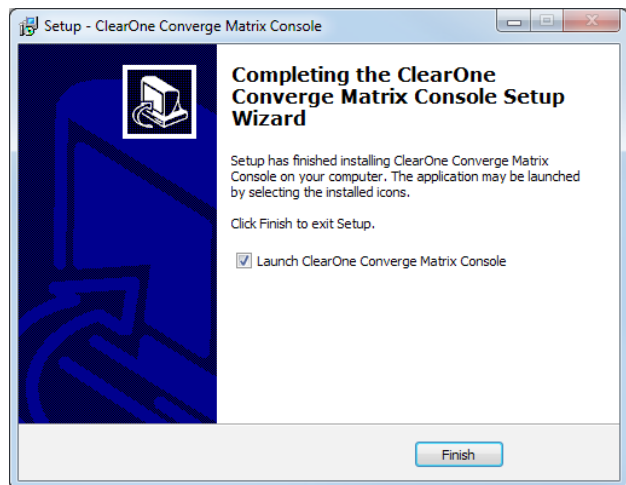 Setup - ClearOne Converge Matrix Console
Completing the ClearOne
Converge Matrix Console Setup
Wizard
Setup has finished installing ClearOne Converge Matrix
Console on your computer. The application may be launched
by selecting the installed icons.
Click Finish to exit Setup.
Launch ClearOne Converge Matrix Console
Finish